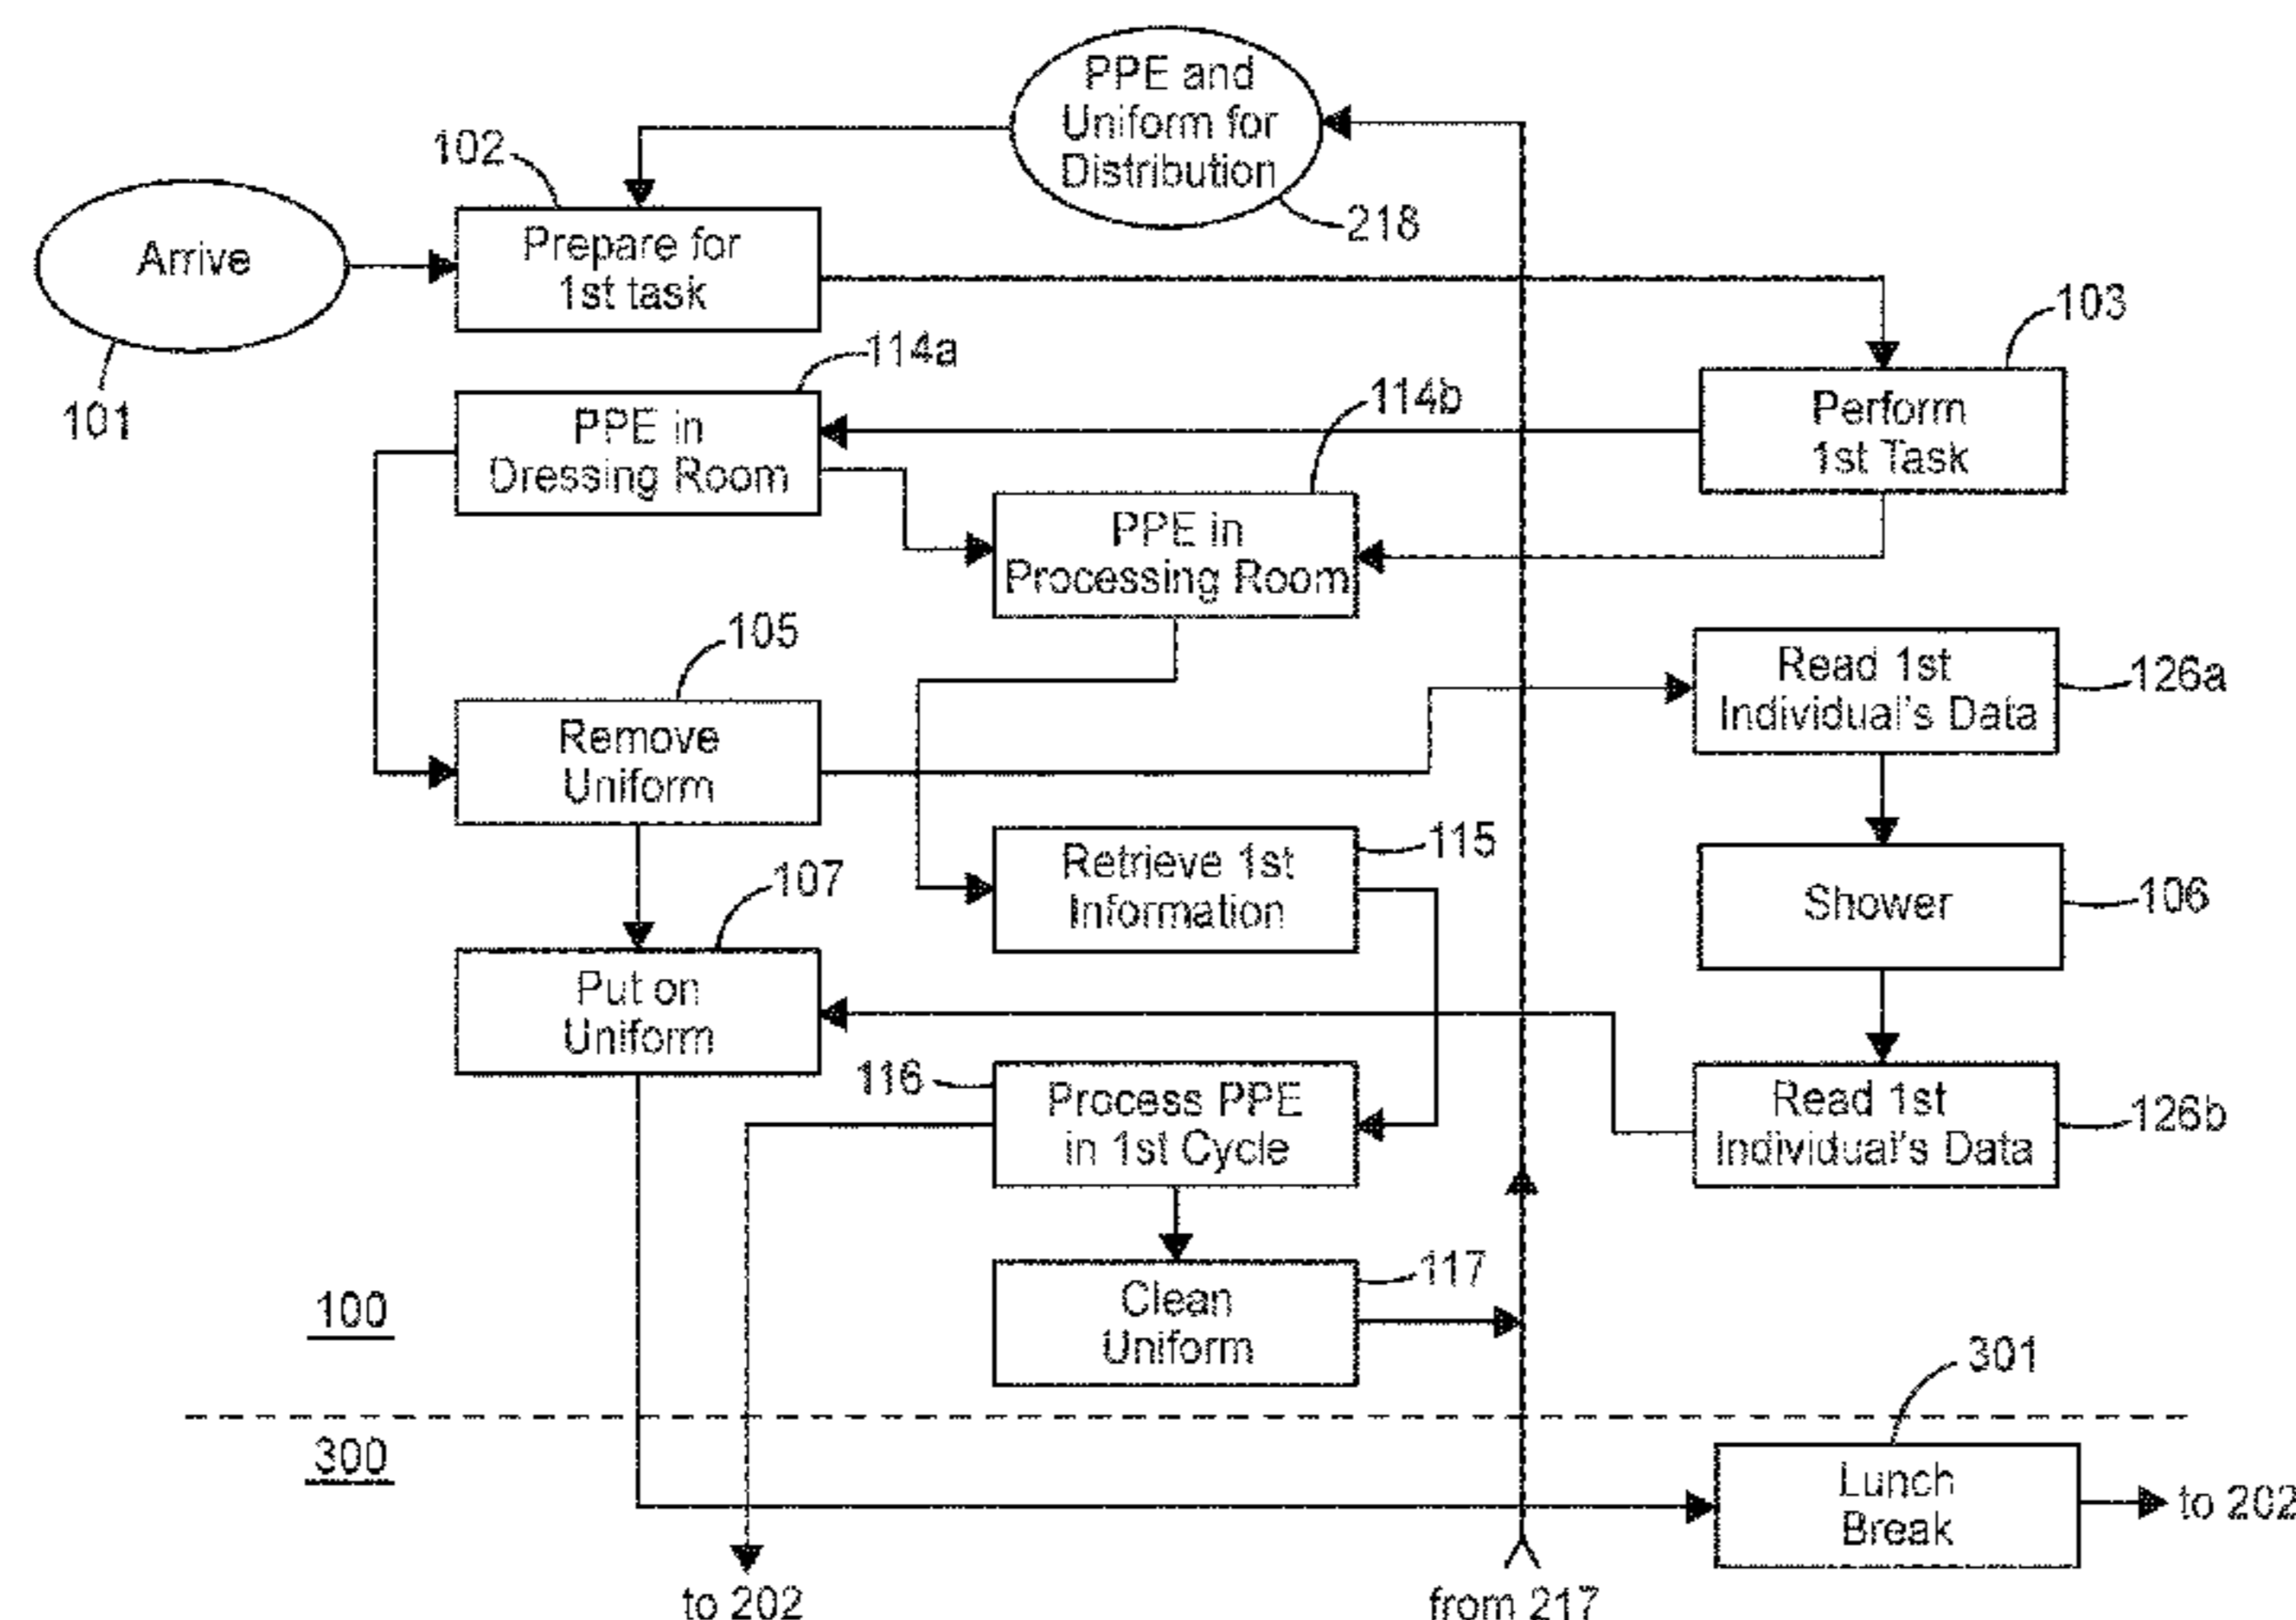 PPE and
Uniform for
Distribution
218
102
Arrive
101
Prepare for
1st task
103
114a
PPE in
Dressing Room
114b
Perform
1st Task
PPE in
Processing Room
105
Read 1st
Individual's Data
126a
Remove
Uniform
115
Retrieve 1st
Information
107
Shower
106
Put on
Uniform
116
Process PPE
in 1st Cycle
Read 1st
Individual's Data
126b
117
Clean
Uniform
100
301
300
Lunch
Break
to 202
to 202
from 217